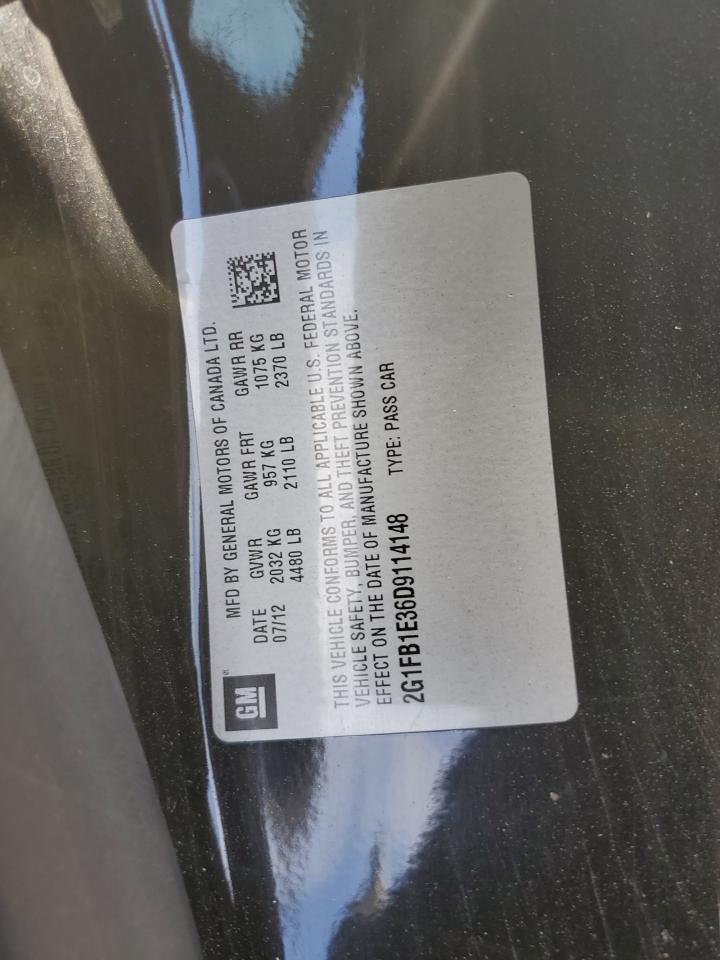 GM®
MFD BY GENERAL MOTORS OF CANADA LTD.
DATE GVWR GAWR FRT GAWR RR
07/12 2032 KG 957 KG 1075 KG
4480 LB 2110 LB 2370 LB
THIS VEHICLE CONFORMS TO ALL APPLICABLE U.S. FEDERAL MOTOR
VEHICLE SAFETY, BUMPER, AND THEFT PREVENTION STANDARDS IN
EFFECT ON THE DATE OF MANUFACTURE SHOWN ABOVE.
2G1FB1E36D9114148 TYPE: PASS CAR